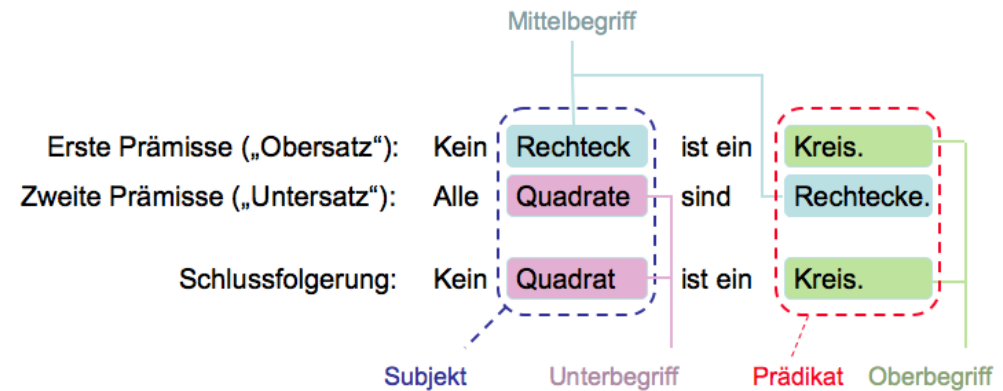 Mittelbegriff
Erste Prämisse („Obersatz“): Kein Rechteck ist ein Kreis.
Zweite Prämisse („Untersatz“): Alle Quadrate sind Rechtecke.
Schlussfolgerung: Kein Quadrat ist ein Kreis.
Subjekt Unterbegriff Prädikat Oberbegriff